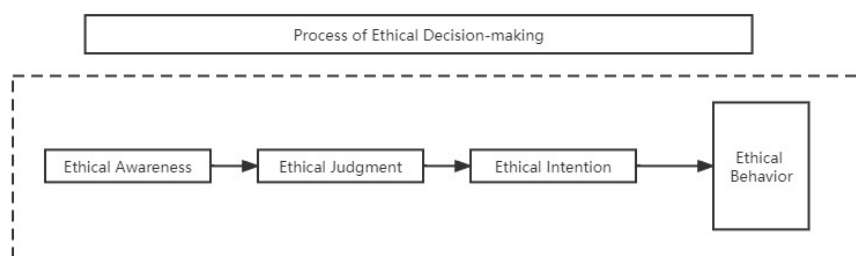 Process of Ethical Decision-making
Ethical Awareness
Ethical Judgment
Ethical Intention
Ethical
Behavior